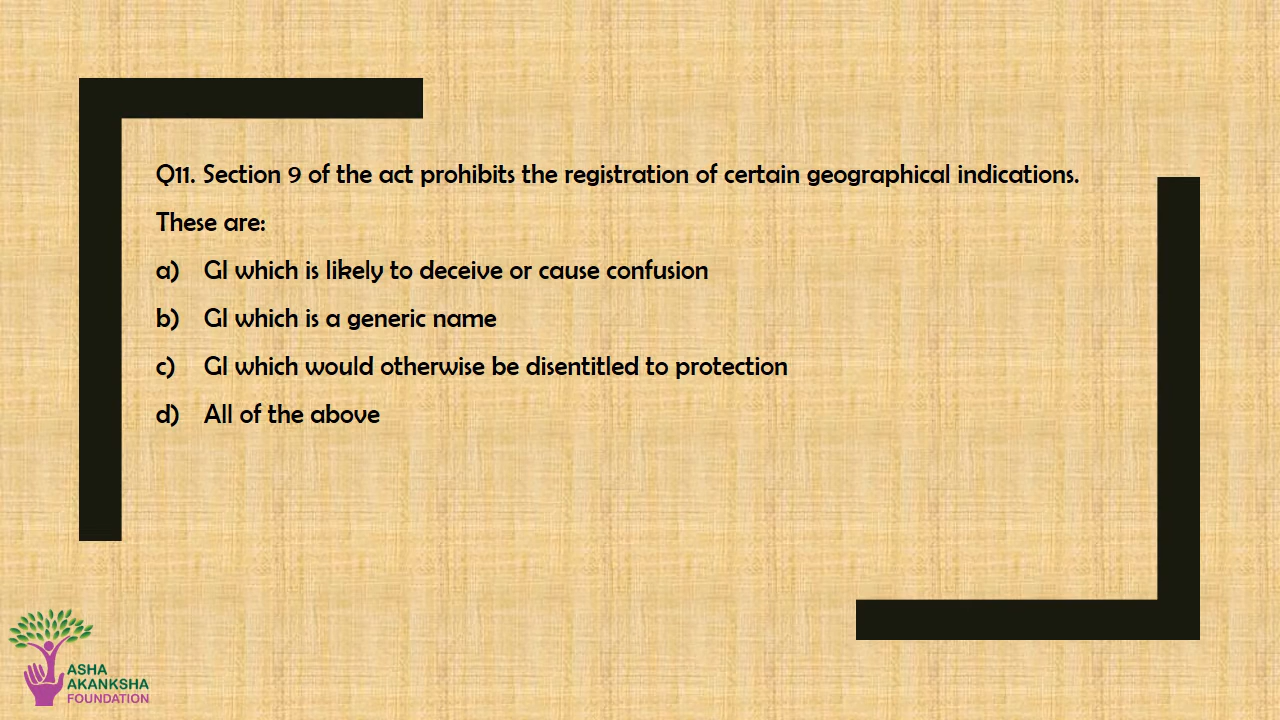 Q11. Section 9 of the act prohibits the registration of certain geographical indications.
These are:
a) GI which is likely to deceive or cause confusion
b) GI which is a generic name
c) GI which would otherwise be disentitled to protection
d) All of the above
ASHA
AKANKSHA
FOUNDATION